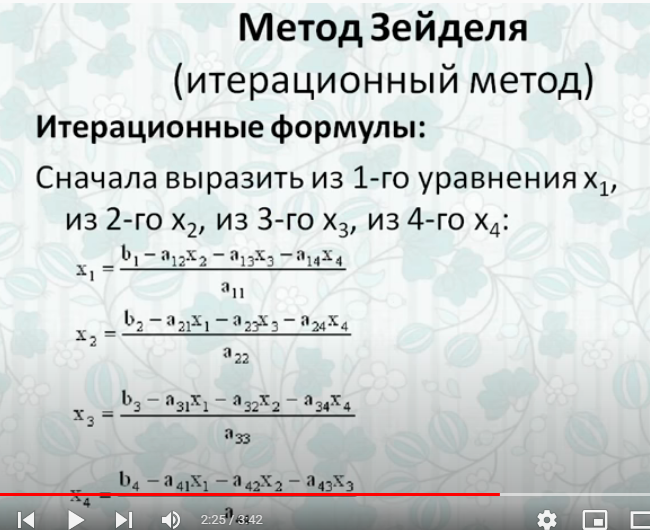 Метод Зейделя
(итерационный метод)
Итерационные формулы:
Сначала выразить из 1-го уравнения x₁,
из 2-го x₂, из 3-го x₃, из 4-го x₄:
x₁ = (b₁ − a₁₂x₂ − a₁₃x₃ − a₁₄x₄) / a₁₁
x₂ = (b₂ − a₂₁x₁ − a₂₃x₃ − a₂₄x₄) / a₂₂
x₃ = (b₃ − a₃₁x₁ − a₃₂x₂ − a₃₄x₄) / a₃₃
x₄ = (b₄ − a₄₁x₁ − a₄₂x₂ − a₄₃x₃) /
2:25 / 3:42